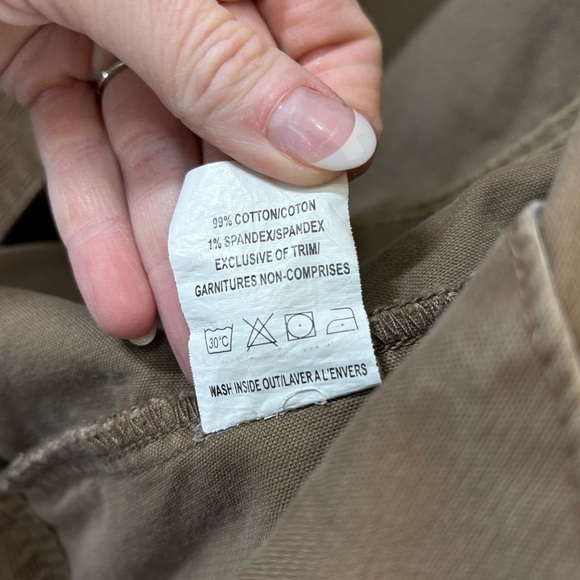 99% COTTON/COTON
1% SPANDEX/SPANDEX
EXCLUSIVE OF TRIM/
GARNITURES NON-COMPRISES
30°C
WASH INSIDE OUT/LAVER A L'ENVERS